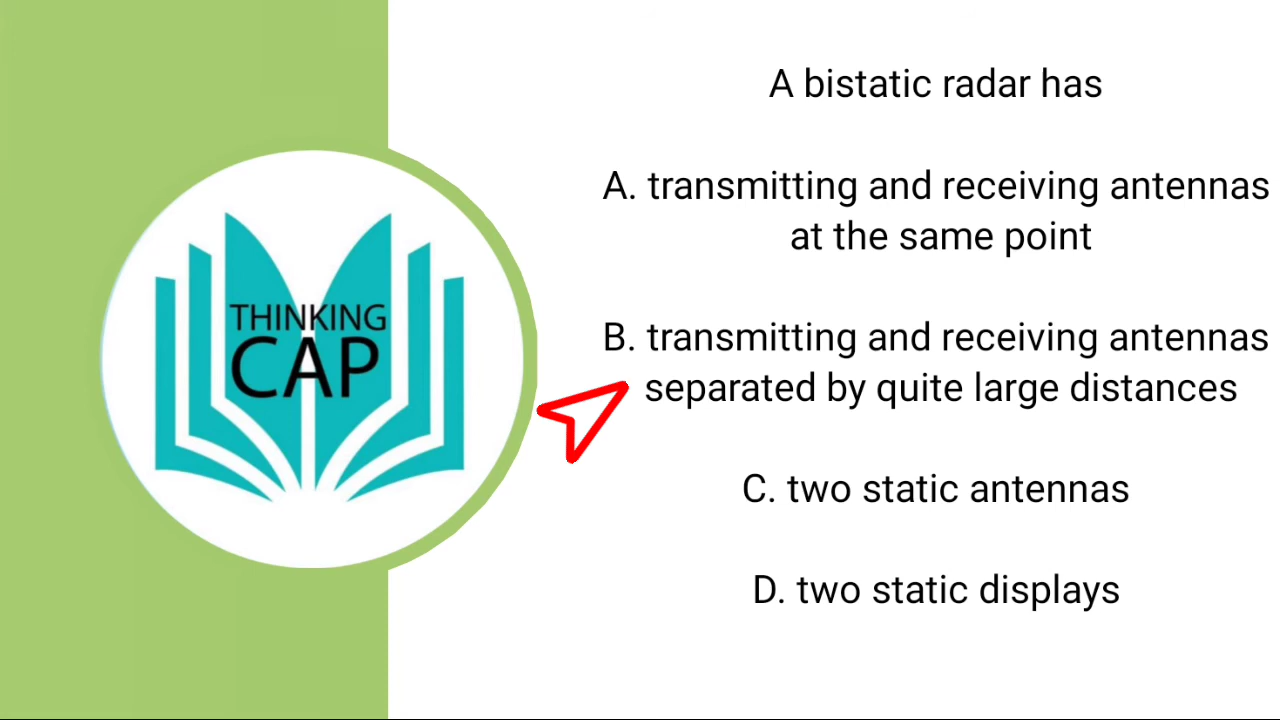 THINKING
CAP
A bistatic radar has
A. transmitting and receiving antennas
at the same point
B. transmitting and receiving antennas
separated by quite large distances
C. two static antennas
D. two static displays